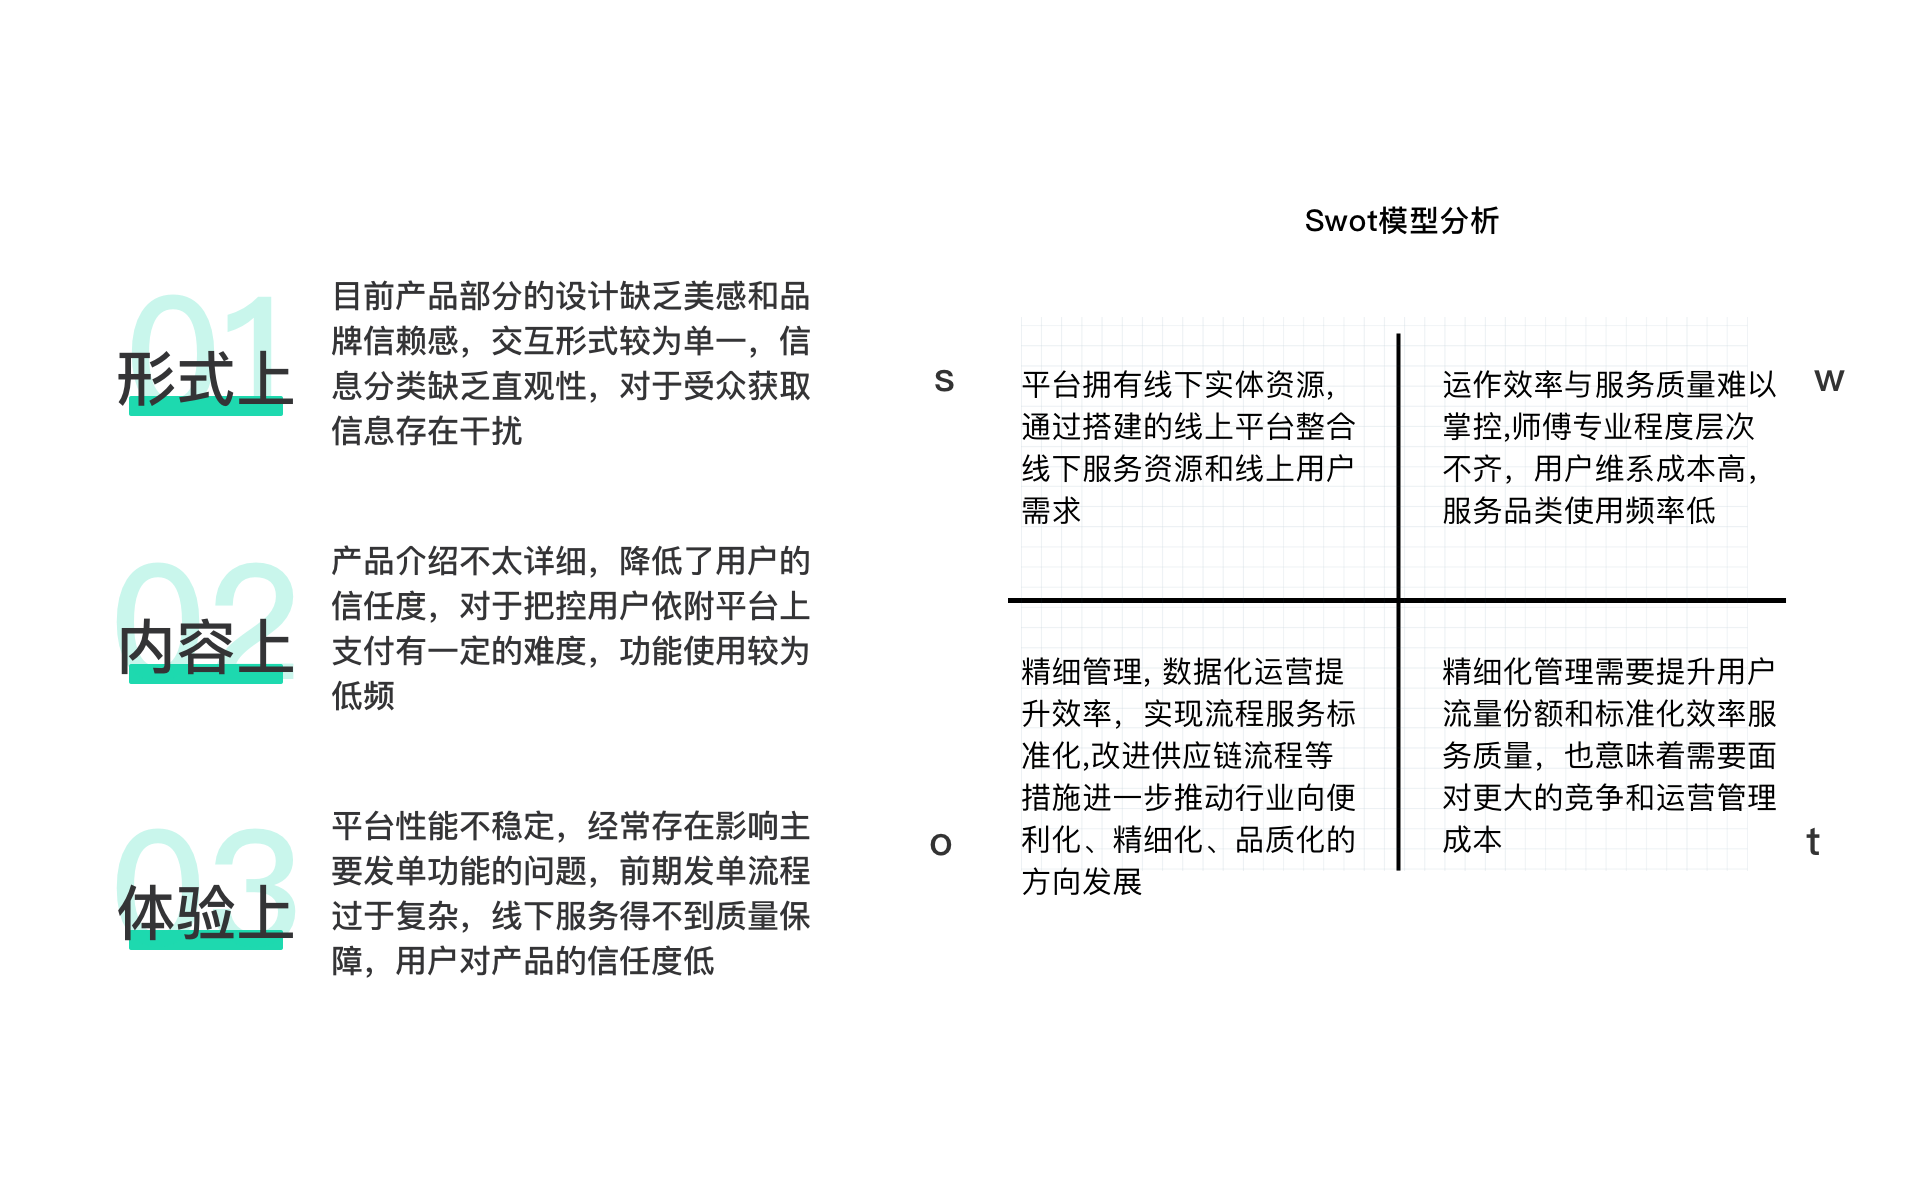 01
形式上
目前产品部分的设计缺乏美感和品
牌信赖感，交互形式较为单一，信
息分类缺乏直观性，对于受众获取
信息存在干扰
02
内容上
产品介绍不太详细，降低了用户的
信任度，对于把控用户依附平台上
支付有一定的难度，功能使用较为
低频
03
体验上
平台性能不稳定，经常存在影响主
要发单功能的问题，前期发单流程
过于复杂，线下服务得不到质量保
障，用户对产品的信任度低
Swot模型分析
s
平台拥有线下实体资源，
通过搭建的线上平台整合
线下服务资源和线上用户
需求
运作效率与服务质量难以
掌控,师傅专业程度层次
不齐，用户维系成本高，
服务品类使用频率低
w
o
精细管理, 数据化运营提
升效率，实现流程服务标
准化,改进供应链流程等
措施进一步推动行业向便
利化、精细化、品质化的
方向发展
精细化管理需要提升用户
流量份额和标准化效率服
务质量，也意味着需要面
对更大的竞争和运营管理
成本
t